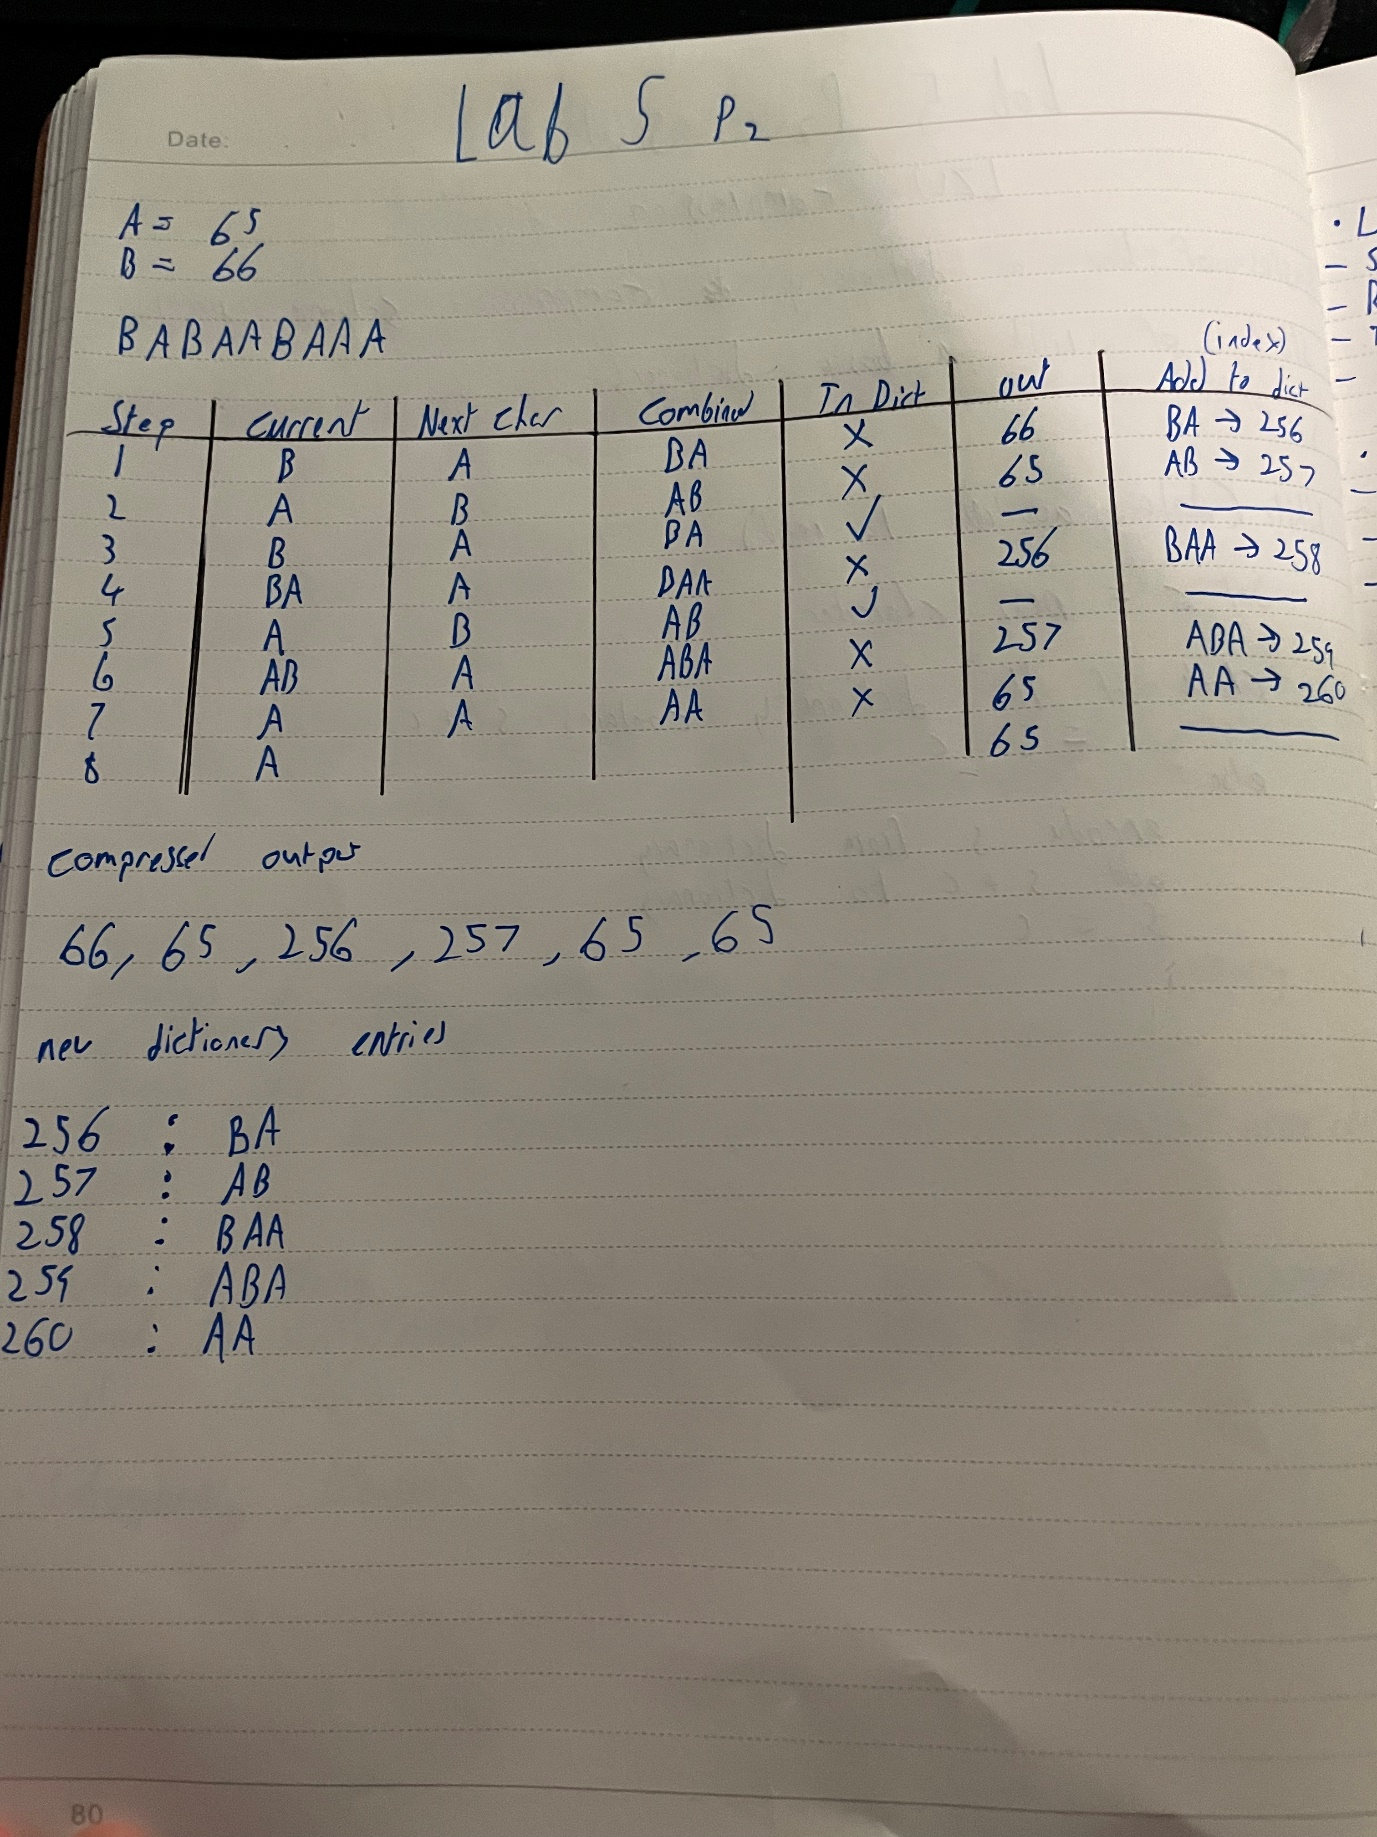 Date:
Lab 5 P2
A = 65
B = 66
BABAABAAA
(index)
Step Current Next Char Combined In Dict out Add to dict
1 B A BA X 66 BA → 256
2 A B AB X 65 AB → 257
3 B A BA ✓ — —
4 BA A BAA X 256 BAA → 258
5 A B AB ✓ — —
6 AB A ABA X 257 ABA → 259
7 A A AA X 65 AA → 260
8 A 65 —
compressed output
66, 65, 256, 257, 65, 65
new dictionery entries
256 : BA
257 : AB
258 : BAA
259 : ABA
260 : AA
80